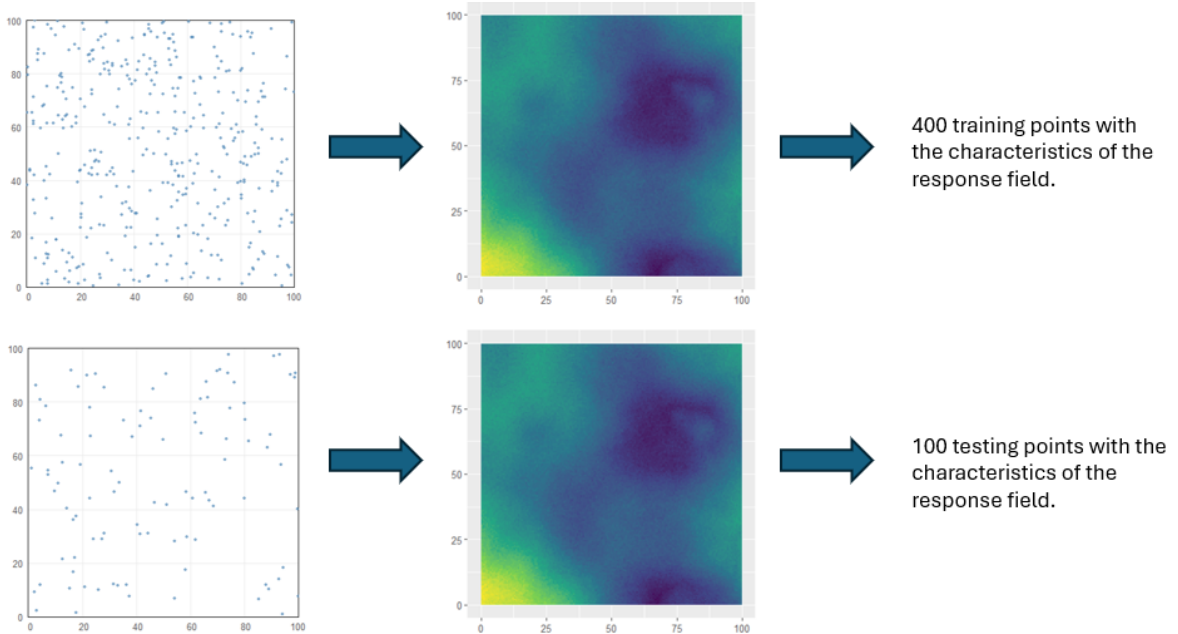 100
80
60
40
20
0
0 20 40 60 80 100
100
75
50
25
0
0 25 50 75 100
400 training points with
the characteristics of the
response field.
100
80
60
40
20
0
0 20 40 60 80 100
100
75
50
25
0
0 25 50 75 100
100 testing points with the
characteristics of the
response field.